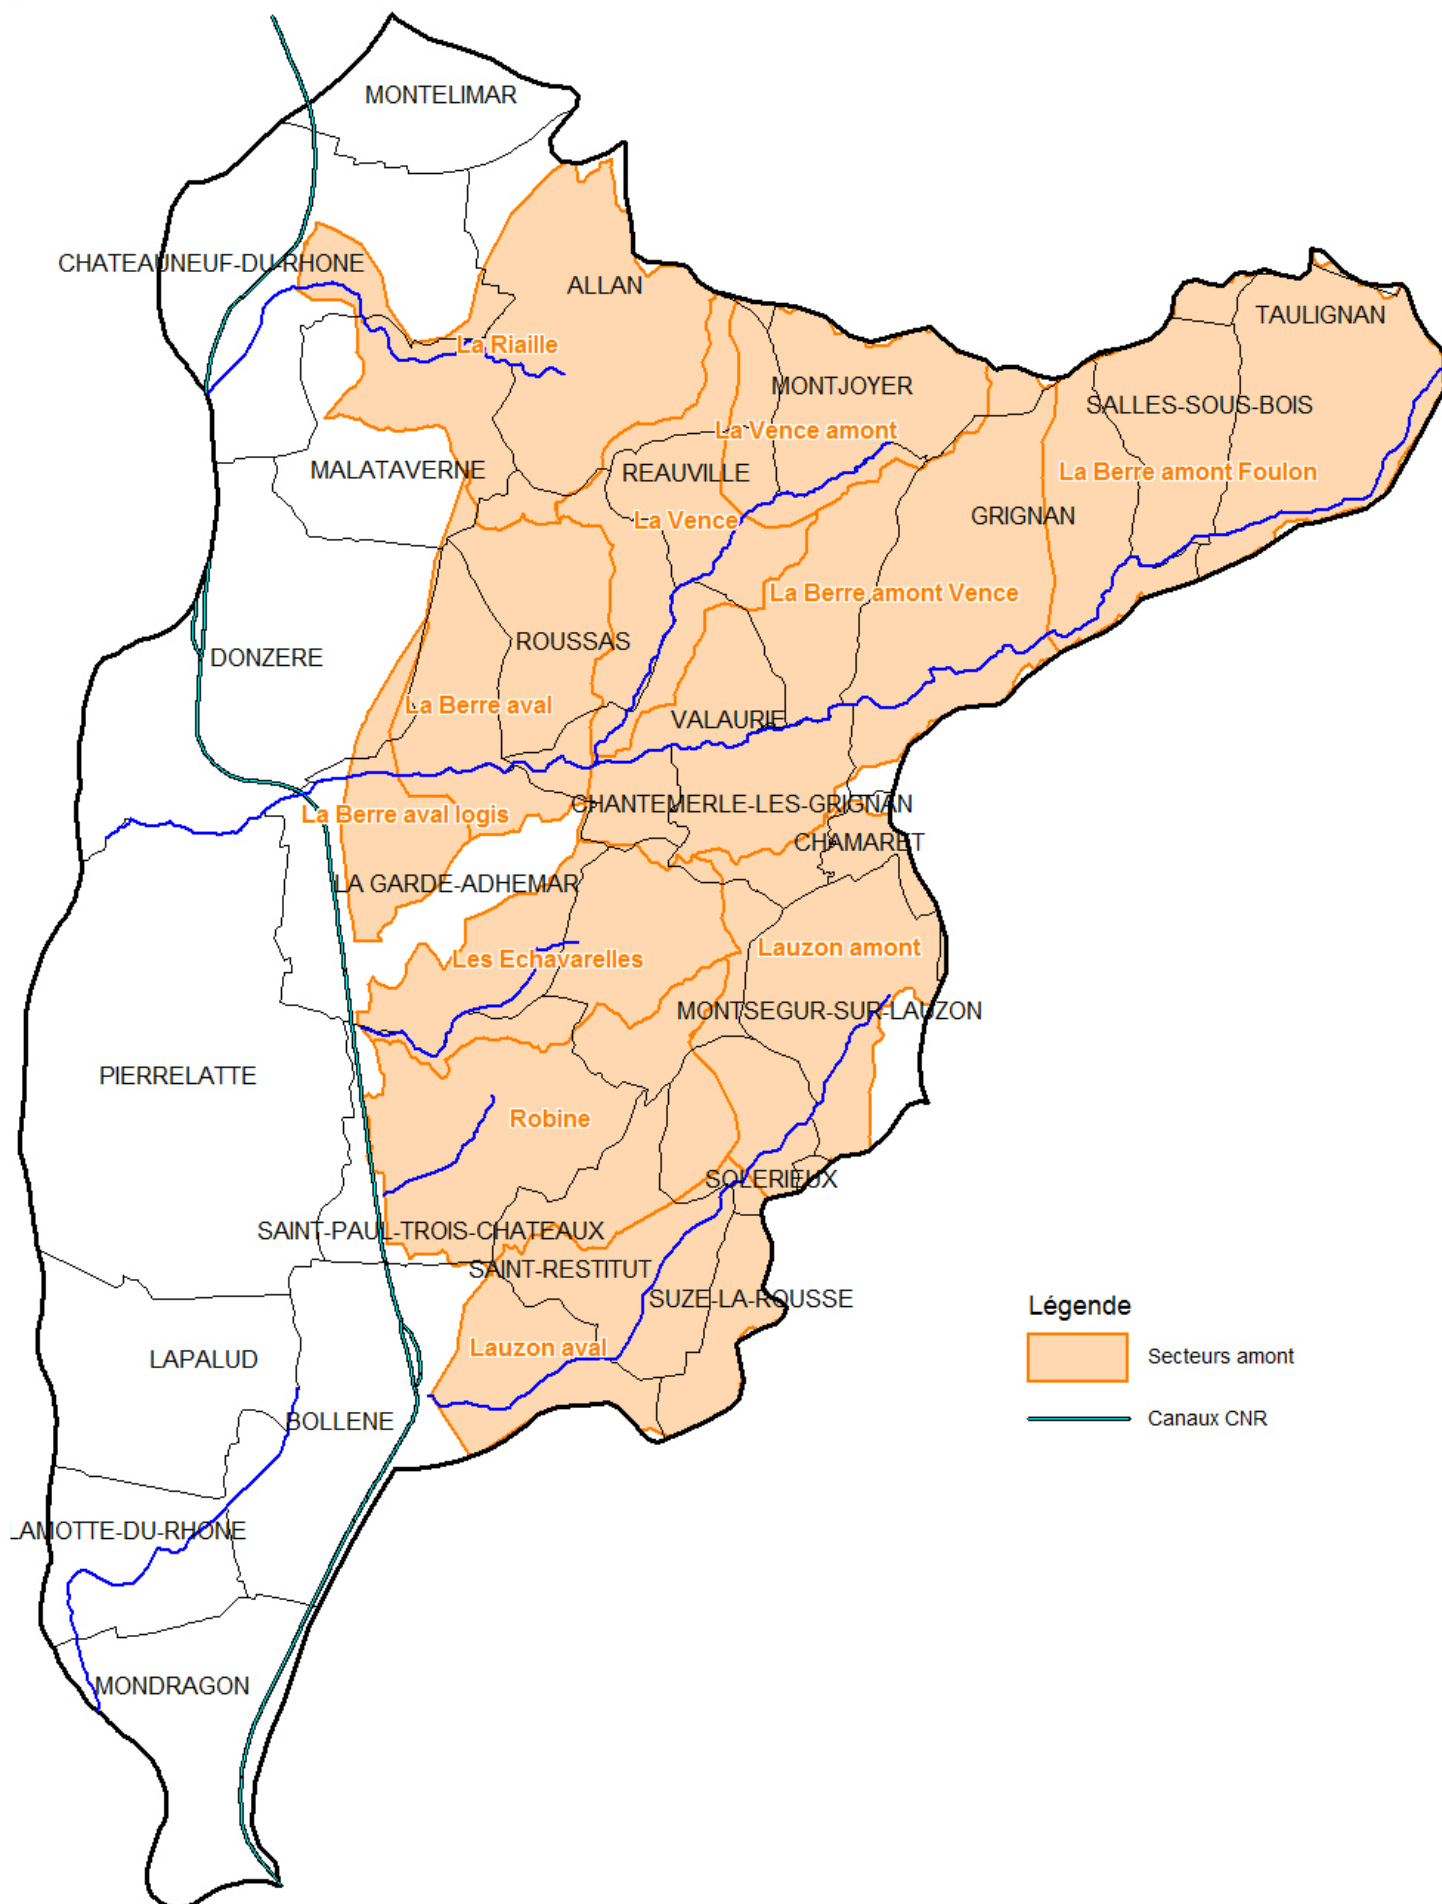 MONTELIMAR
CHATEAUNEUF-DU-RHONE
ALLAN
TAULIGNAN
La Riaille
MONTJOYER
SALLES-SOUS-BOIS
La Vence amont
MALATAVERNE
REAUVILLE
La Berre amont Foulon
La Vence
GRIGNAN
La Berre amont Vence
ROUSSAS
DONZERE
La Berre aval
VALAURIE
La Berre aval logis
CHANTEMERLE-LES-GRIGNAN
CHAMARET
LA GARDE-ADHEMAR
Les Echavarelles
Lauzon amont
MONTSEGUR-SUR-LAUZON
PIERRELATTE
Robine
SOLERIEUX
SAINT-PAUL-TROIS-CHATEAUX
SAINT-RESTITUT
SUZE-LA-ROUSSE
Légende
Lauzon aval
LAPALUD
Secteurs amont
BOLLENE
Canaux CNR
LAMOTTE-DU-RHONE
MONDRAGON